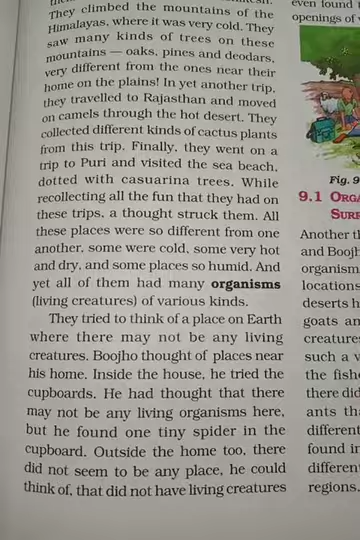 They climbed the mountains of the
Himalayas, where it was very cold. They
saw many kinds of trees on these
mountains — oaks, pines and deodars,
very different from the ones near their
home on the plains! In yet another trip,
they travelled to Rajasthan and moved
on camels through the hot desert. They
collected different kinds of cactus plants
from this trip. Finally, they went on a
trip to Puri and visited the sea beach,
dotted with casuarina trees. While
recollecting all the fun that they had on
these trips, a thought struck them. All
these places were so different from one
another, some were cold, some very hot
and dry, and some places so humid. And
yet all of them had many organisms
(living creatures) of various kinds.
They tried to think of a place on Earth
where there may not be any living
creatures. Boojho thought of places near
his home. Inside the house, he tried the
cupboards. He had thought that there
may not be any living organisms here,
but he found one tiny spider in the
cupboard. Outside the home too, there
did not seem to be any place, he could
think of, that did not have living creatures
even found
openings of
Fig. 9
9.1
Another
and Boojh
organism
locations
deserts h
goats an
creature
such a v
the fish
there did
ants th
different
found in
differen
regions.